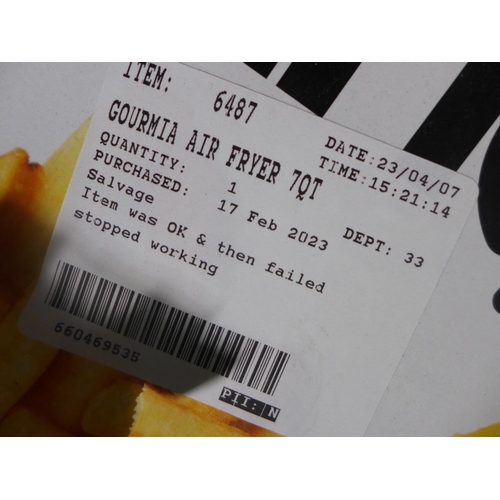 ITEM: 6487 DATE:23/04/07
GOURMIA AIR FRYER 7QT TIME:15:21:14
QUANTITY: 1 DEPT: 33
PURCHASED: 17 Feb 2023
Salvage
Item was OK & then failed
stopped working
660469535
PII: N